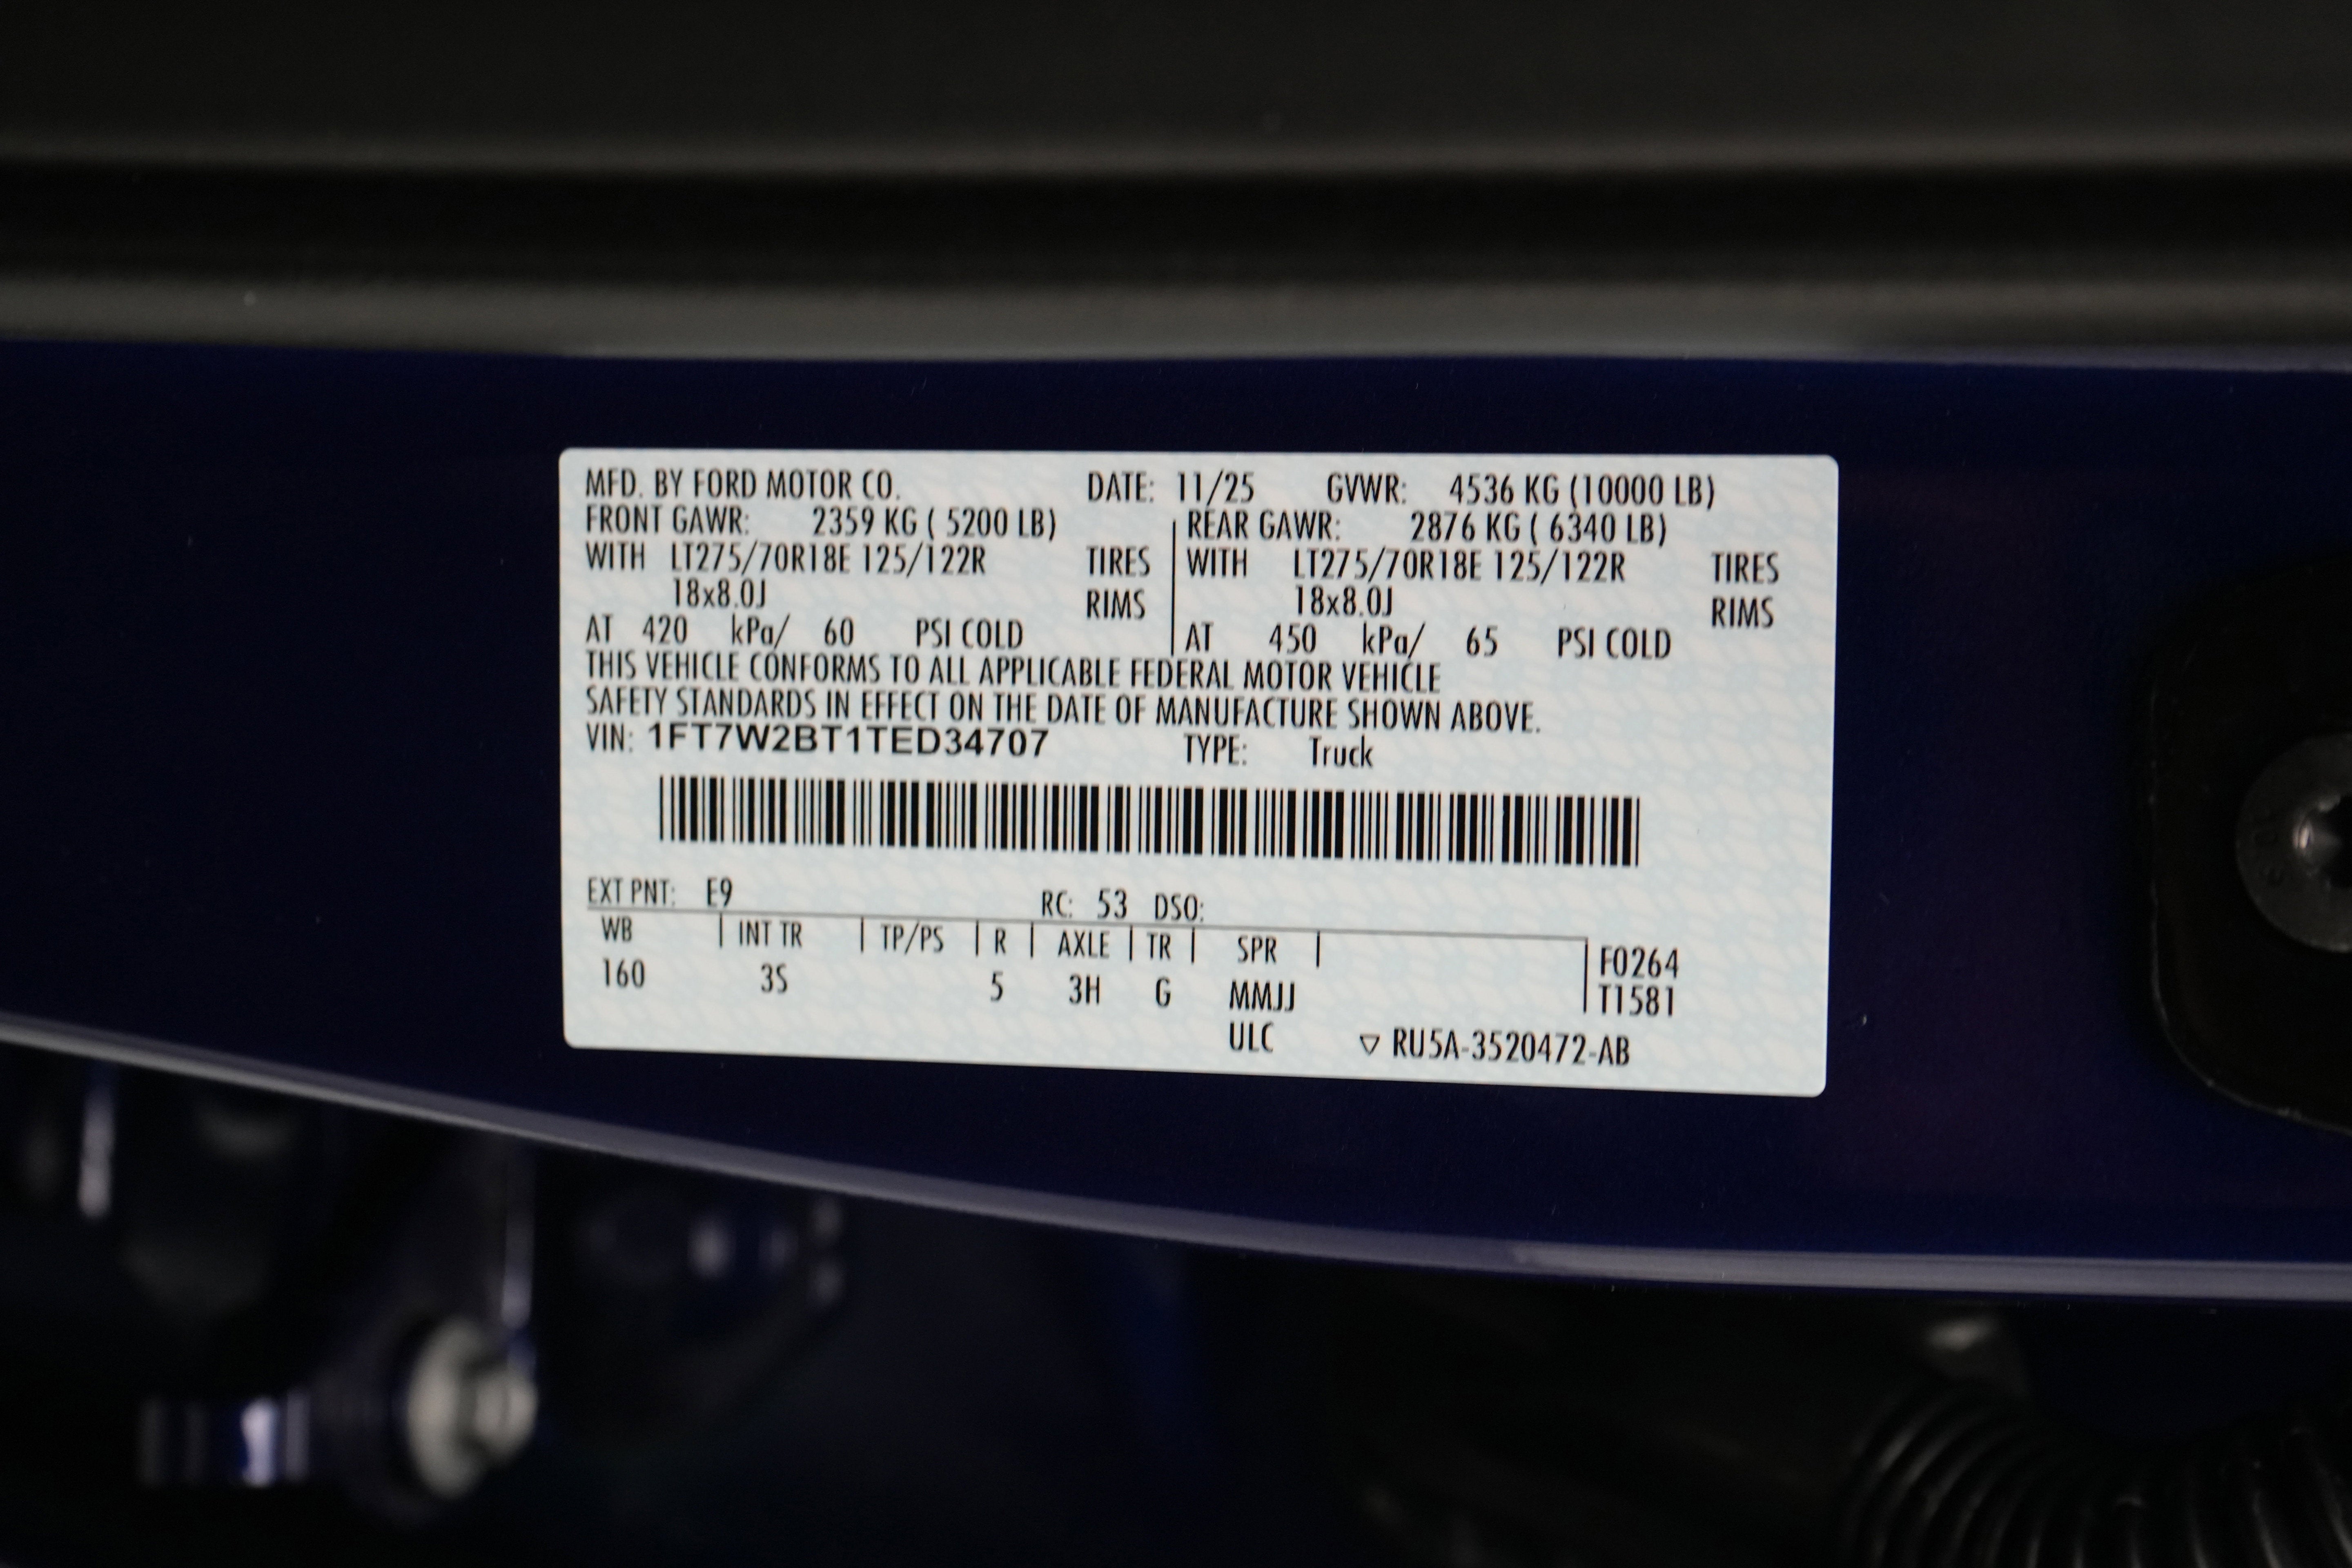 MFD. BY FORD MOTOR CO. DATE: 11/25 GVWR: 4536 KG (10000 LB)
FRONT GAWR: 2359 KG ( 5200 LB) REAR GAWR: 2876 KG ( 6340 LB)
WITH LT275/70R18E 125/122R TIRES WITH LT275/70R18E 125/122R TIRES
18x8.0J RIMS 18x8.0J RIMS
AT 420 kPa/ 60 PSI COLD AT 450 kPa/ 65 PSI COLD
THIS VEHICLE CONFORMS TO ALL APPLICABLE FEDERAL MOTOR VEHICLE
SAFETY STANDARDS IN EFFECT ON THE DATE OF MANUFACTURE SHOWN ABOVE.
VIN: 1FT7W2BT1TED34707 TYPE: Truck
EXT PNT: E9 RC: 53 DSO:
WB INT TR TP/PS R AXLE TR SPR F0264
160 3S 5 3H G MMJJ T1581
ULC ▽ RU5A-3520472-AB